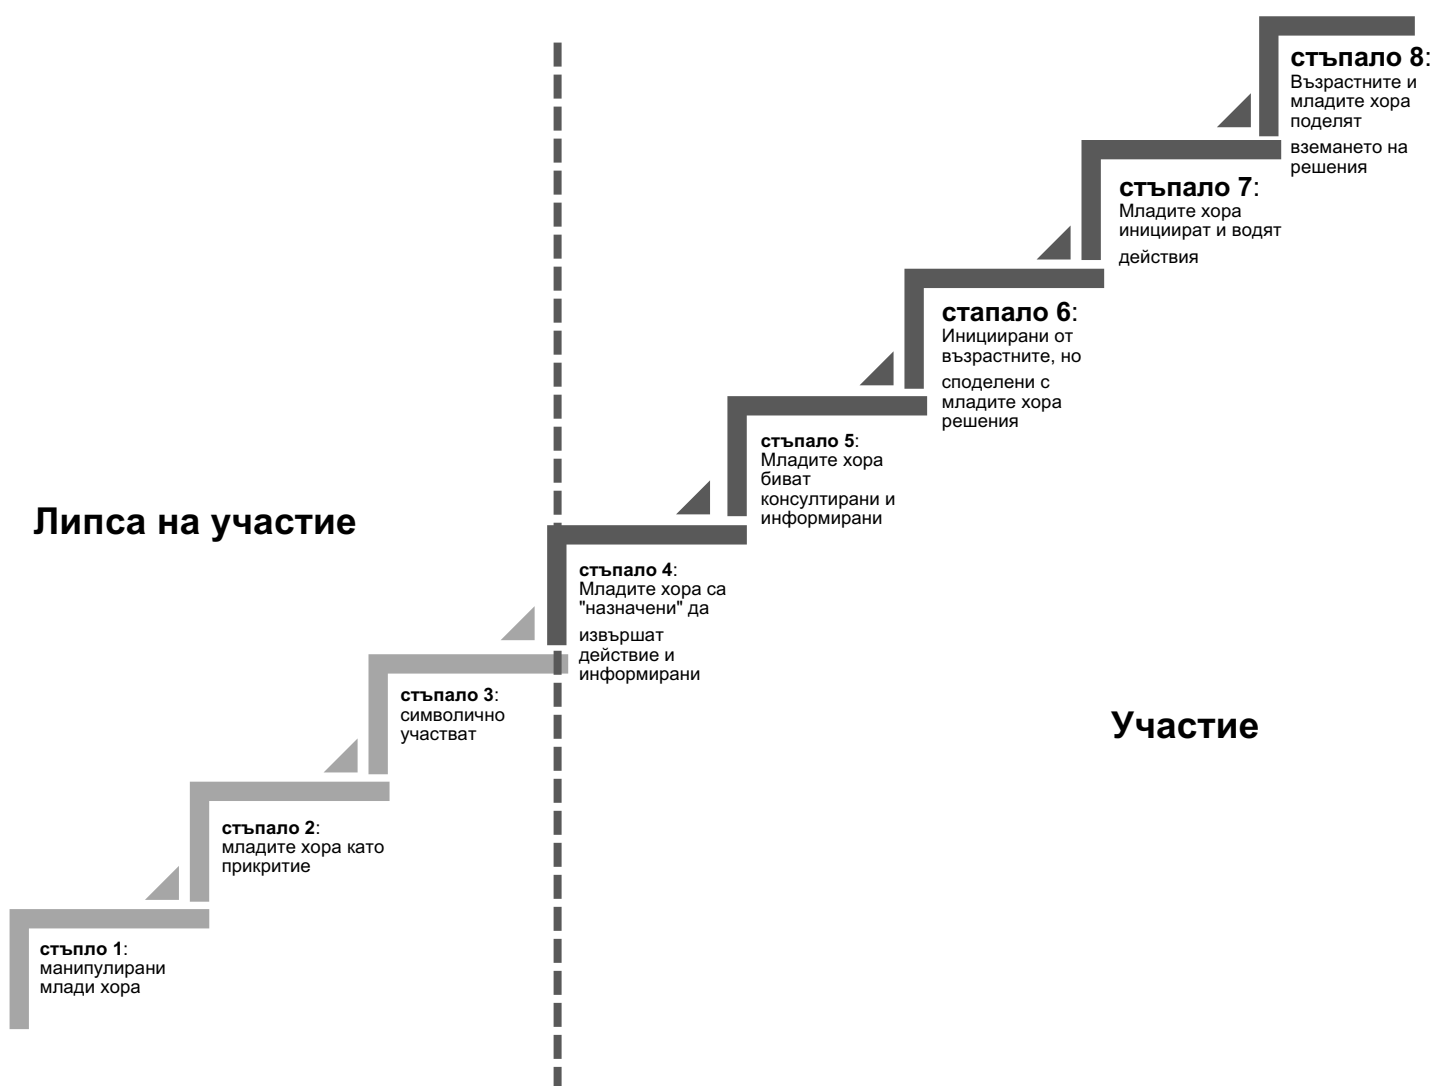 стъпало 8:
Възрастните и
младите хора
поделят
вземането на
решения
стъпало 7:
Младите хора
инициират и водят
действия
стапало 6:
Инициирани от
възрастните, но
споделени с
младите хора
решения
стъпало 5:
Младите хора
биват
консултирани и
информирани
Липса на участие
стъпало 4:
Младите хора са
"назначени" да
извършат
действие и
информирани
стъпало 3:
символично
участват
Участие
стъпало 2:
младите хора като
прикритие
стъпло 1:
манипулирани
млади хора